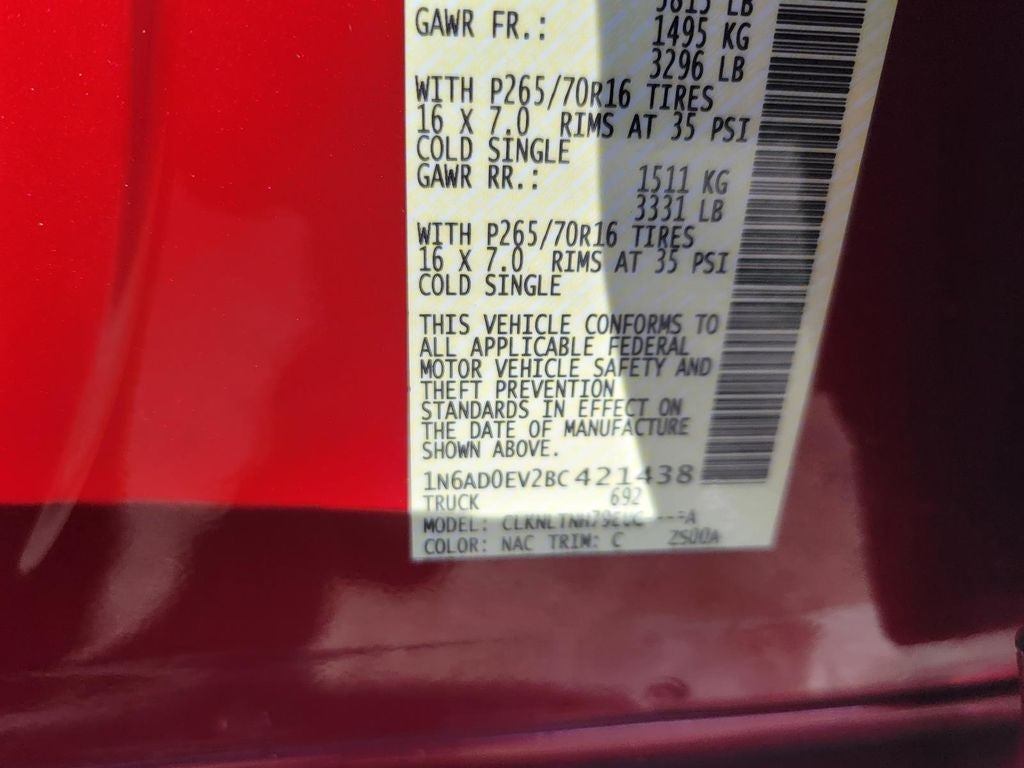 LB
GAWR FR.: 1495 KG
3296 LB
WITH P265/70R16 TIRES
16 X 7.0 RIMS AT 35 PSI
COLD SINGLE
GAWR RR.: 1511 KG
3331 LB
WITH P265/70R16 TIRES
16 X 7.0 RIMS AT 35 PSI
COLD SINGLE
THIS VEHICLE CONFORMS TO
ALL APPLICABLE FEDERAL
MOTOR VEHICLE SAFETY AND
THEFT PREVENTION
STANDARDS IN EFFECT ON
THE DATE OF MANUFACTURE
SHOWN ABOVE.
1N6AD0EV2BC421438
TRUCK 692
MODEL:
COLOR: NAC TRIM: C